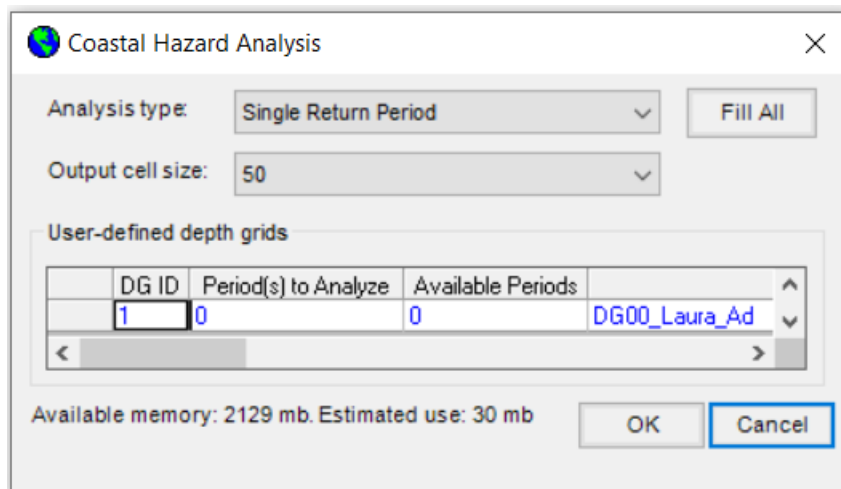 Coastal Hazard Analysis
Analysis type: Single Return Period Fill All
Output cell size: 50
User-defined depth grids
DG ID Period(s) to Analyze Available Periods
1 0 0 DG00_Laura_Ad
Available memory: 2129 mb. Estimated use: 30 mb OK Cancel